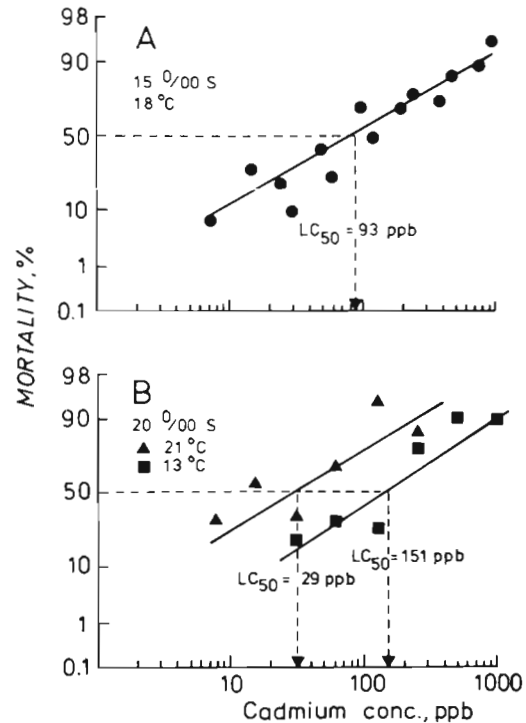 98
90
50
10
1
0.1
A
15 0/00 S
18 °C
LC50 = 93 ppb
MORTALITY, %
98
90
50
10
1
0.1
B
20 0/00 S
▲ 21 °C
■ 13 °C
LC50 = 29 ppb
LC50 = 151 ppb
10
100
1000
Cadmium conc., ppb